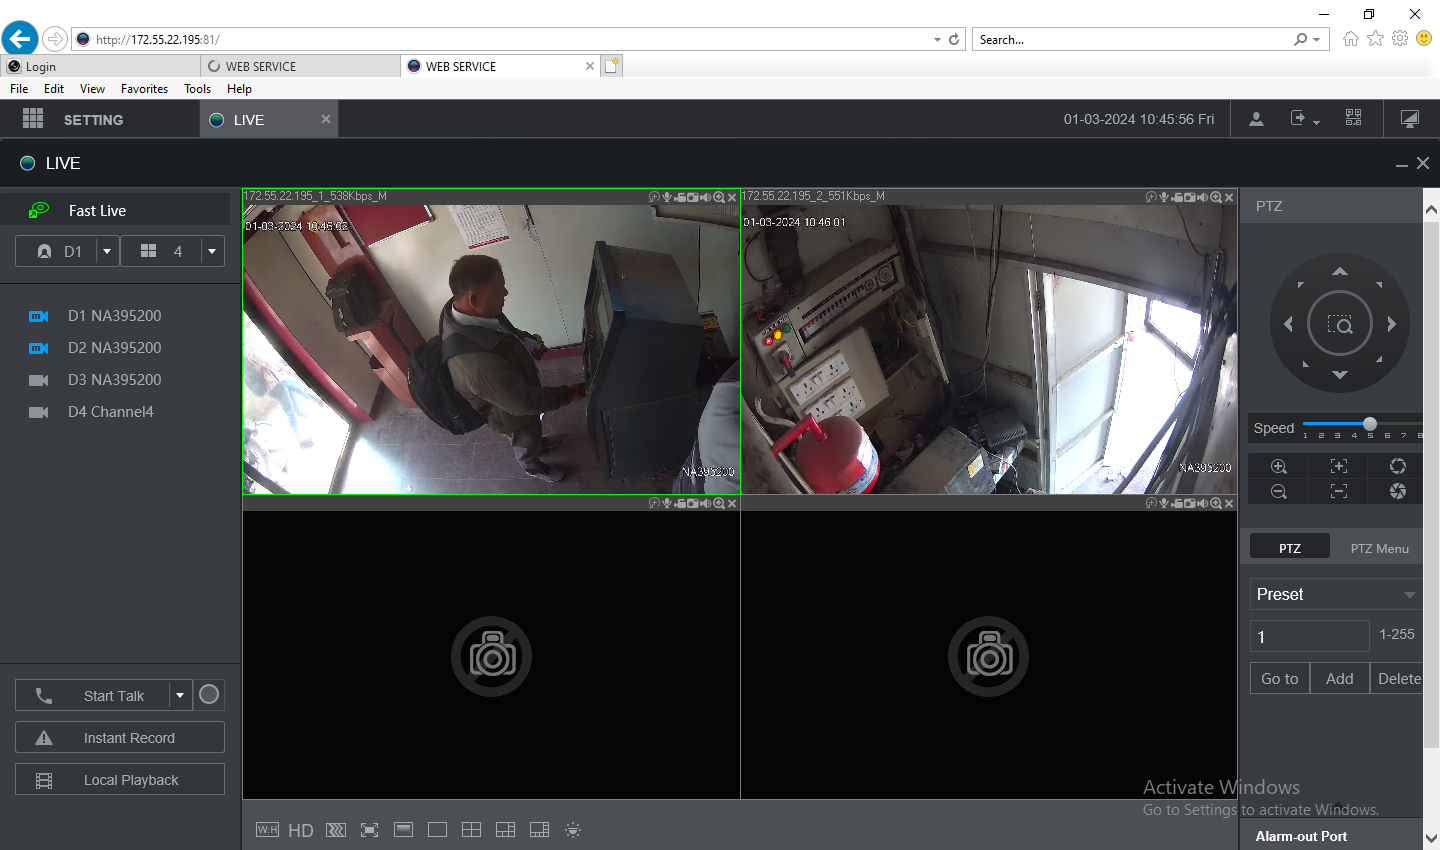 http://172.55.22.195:81/
Search...
Login
WEB SERVICE
WEB SERVICE
File Edit View Favorites Tools Help
SETTING
LIVE
01-03-2024 10:45:56 Fri
LIVE
Fast Live
D1
4
D1 NA395200
D2 NA395200
D3 NA395200
D4 Channel4
Start Talk
Instant Record
Local Playback
172.55.22.195_1_538Kbps_M
01-03-2024 10:46:02
NA395200
172.55.22.195_2_551Kbps_M
01-03-2024 10:46:01
NA395200
W:H HD
PTZ
Speed
1 2 3 4 5 6 7 8
PTZ PTZ Menu
Preset
1 1-255
Go to Add Delete
Activate Windows
Go to Settings to activate Windows.
Alarm-out Port